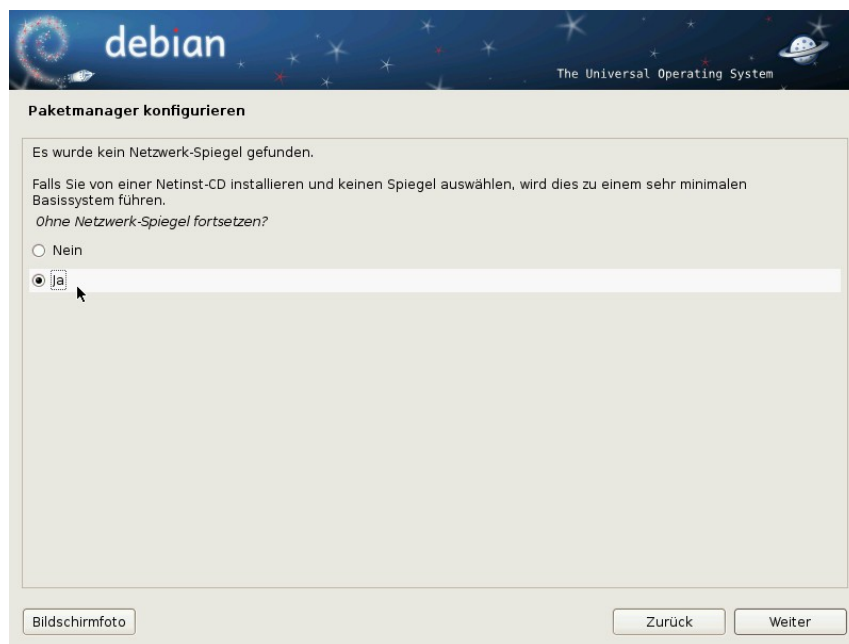 debian
The Universal Operating System
Paketmanager konfigurieren
Es wurde kein Netzwerk-Spiegel gefunden.
Falls Sie von einer Netinst-CD installieren und keinen Spiegel auswählen, wird dies zu einem sehr minimalen
Basissystem führen.
Ohne Netzwerk-Spiegel fortsetzen?
Nein
Ja
Bildschirmfoto
Zurück
Weiter